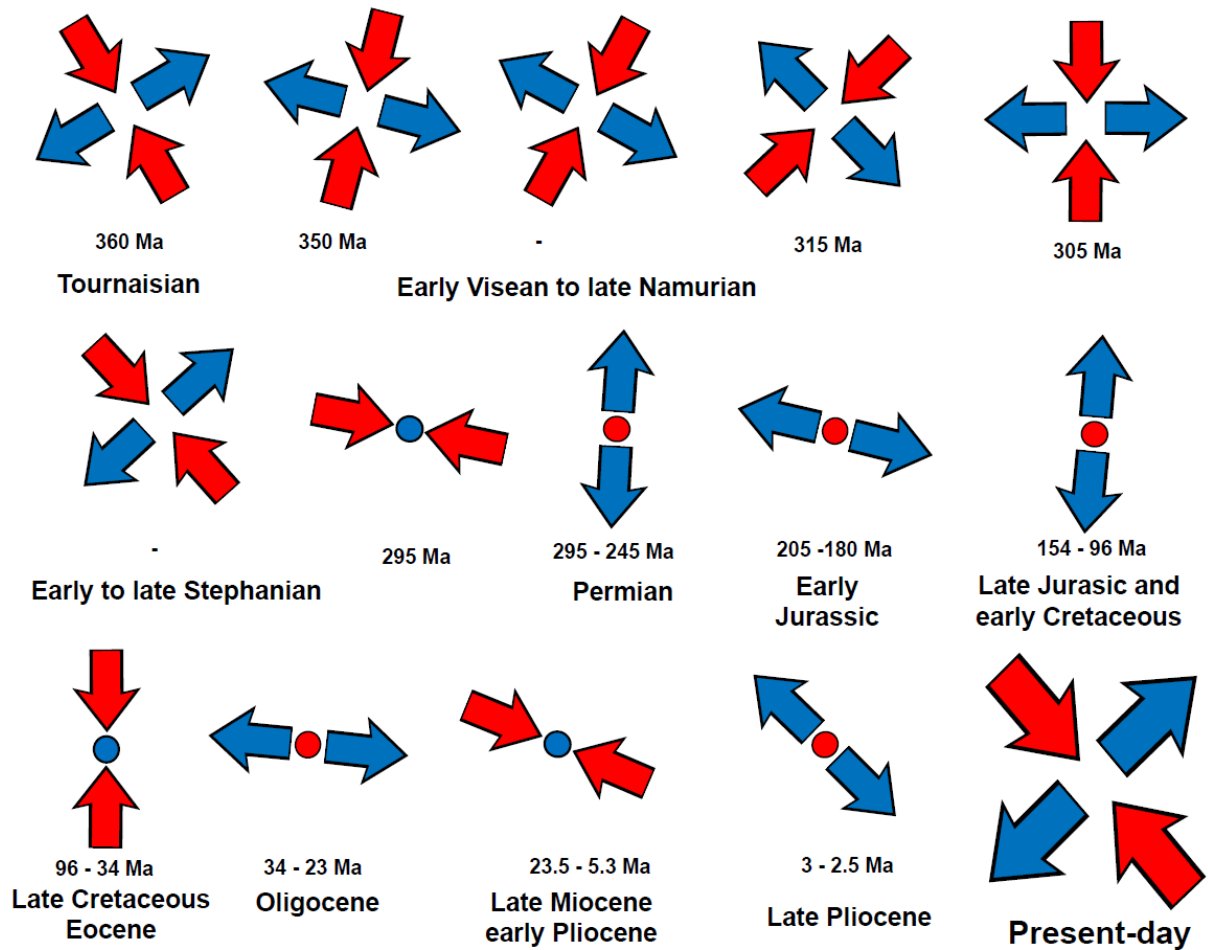 360 Ma
350 Ma
-
315 Ma
305 Ma
Tournaisian
Early Visean to late Namurian
-
295 Ma
295 - 245 Ma
205 -180 Ma
154 - 96 Ma
Early to late Stephanian
Permian
Early
Jurassic
Late Jurasic and
early Cretaceous
96 - 34 Ma
34 - 23 Ma
23.5 - 5.3 Ma
3 - 2.5 Ma
Late Cretaceous
Eocene
Oligocene
Late Miocene
early Pliocene
Late Pliocene
Present-day